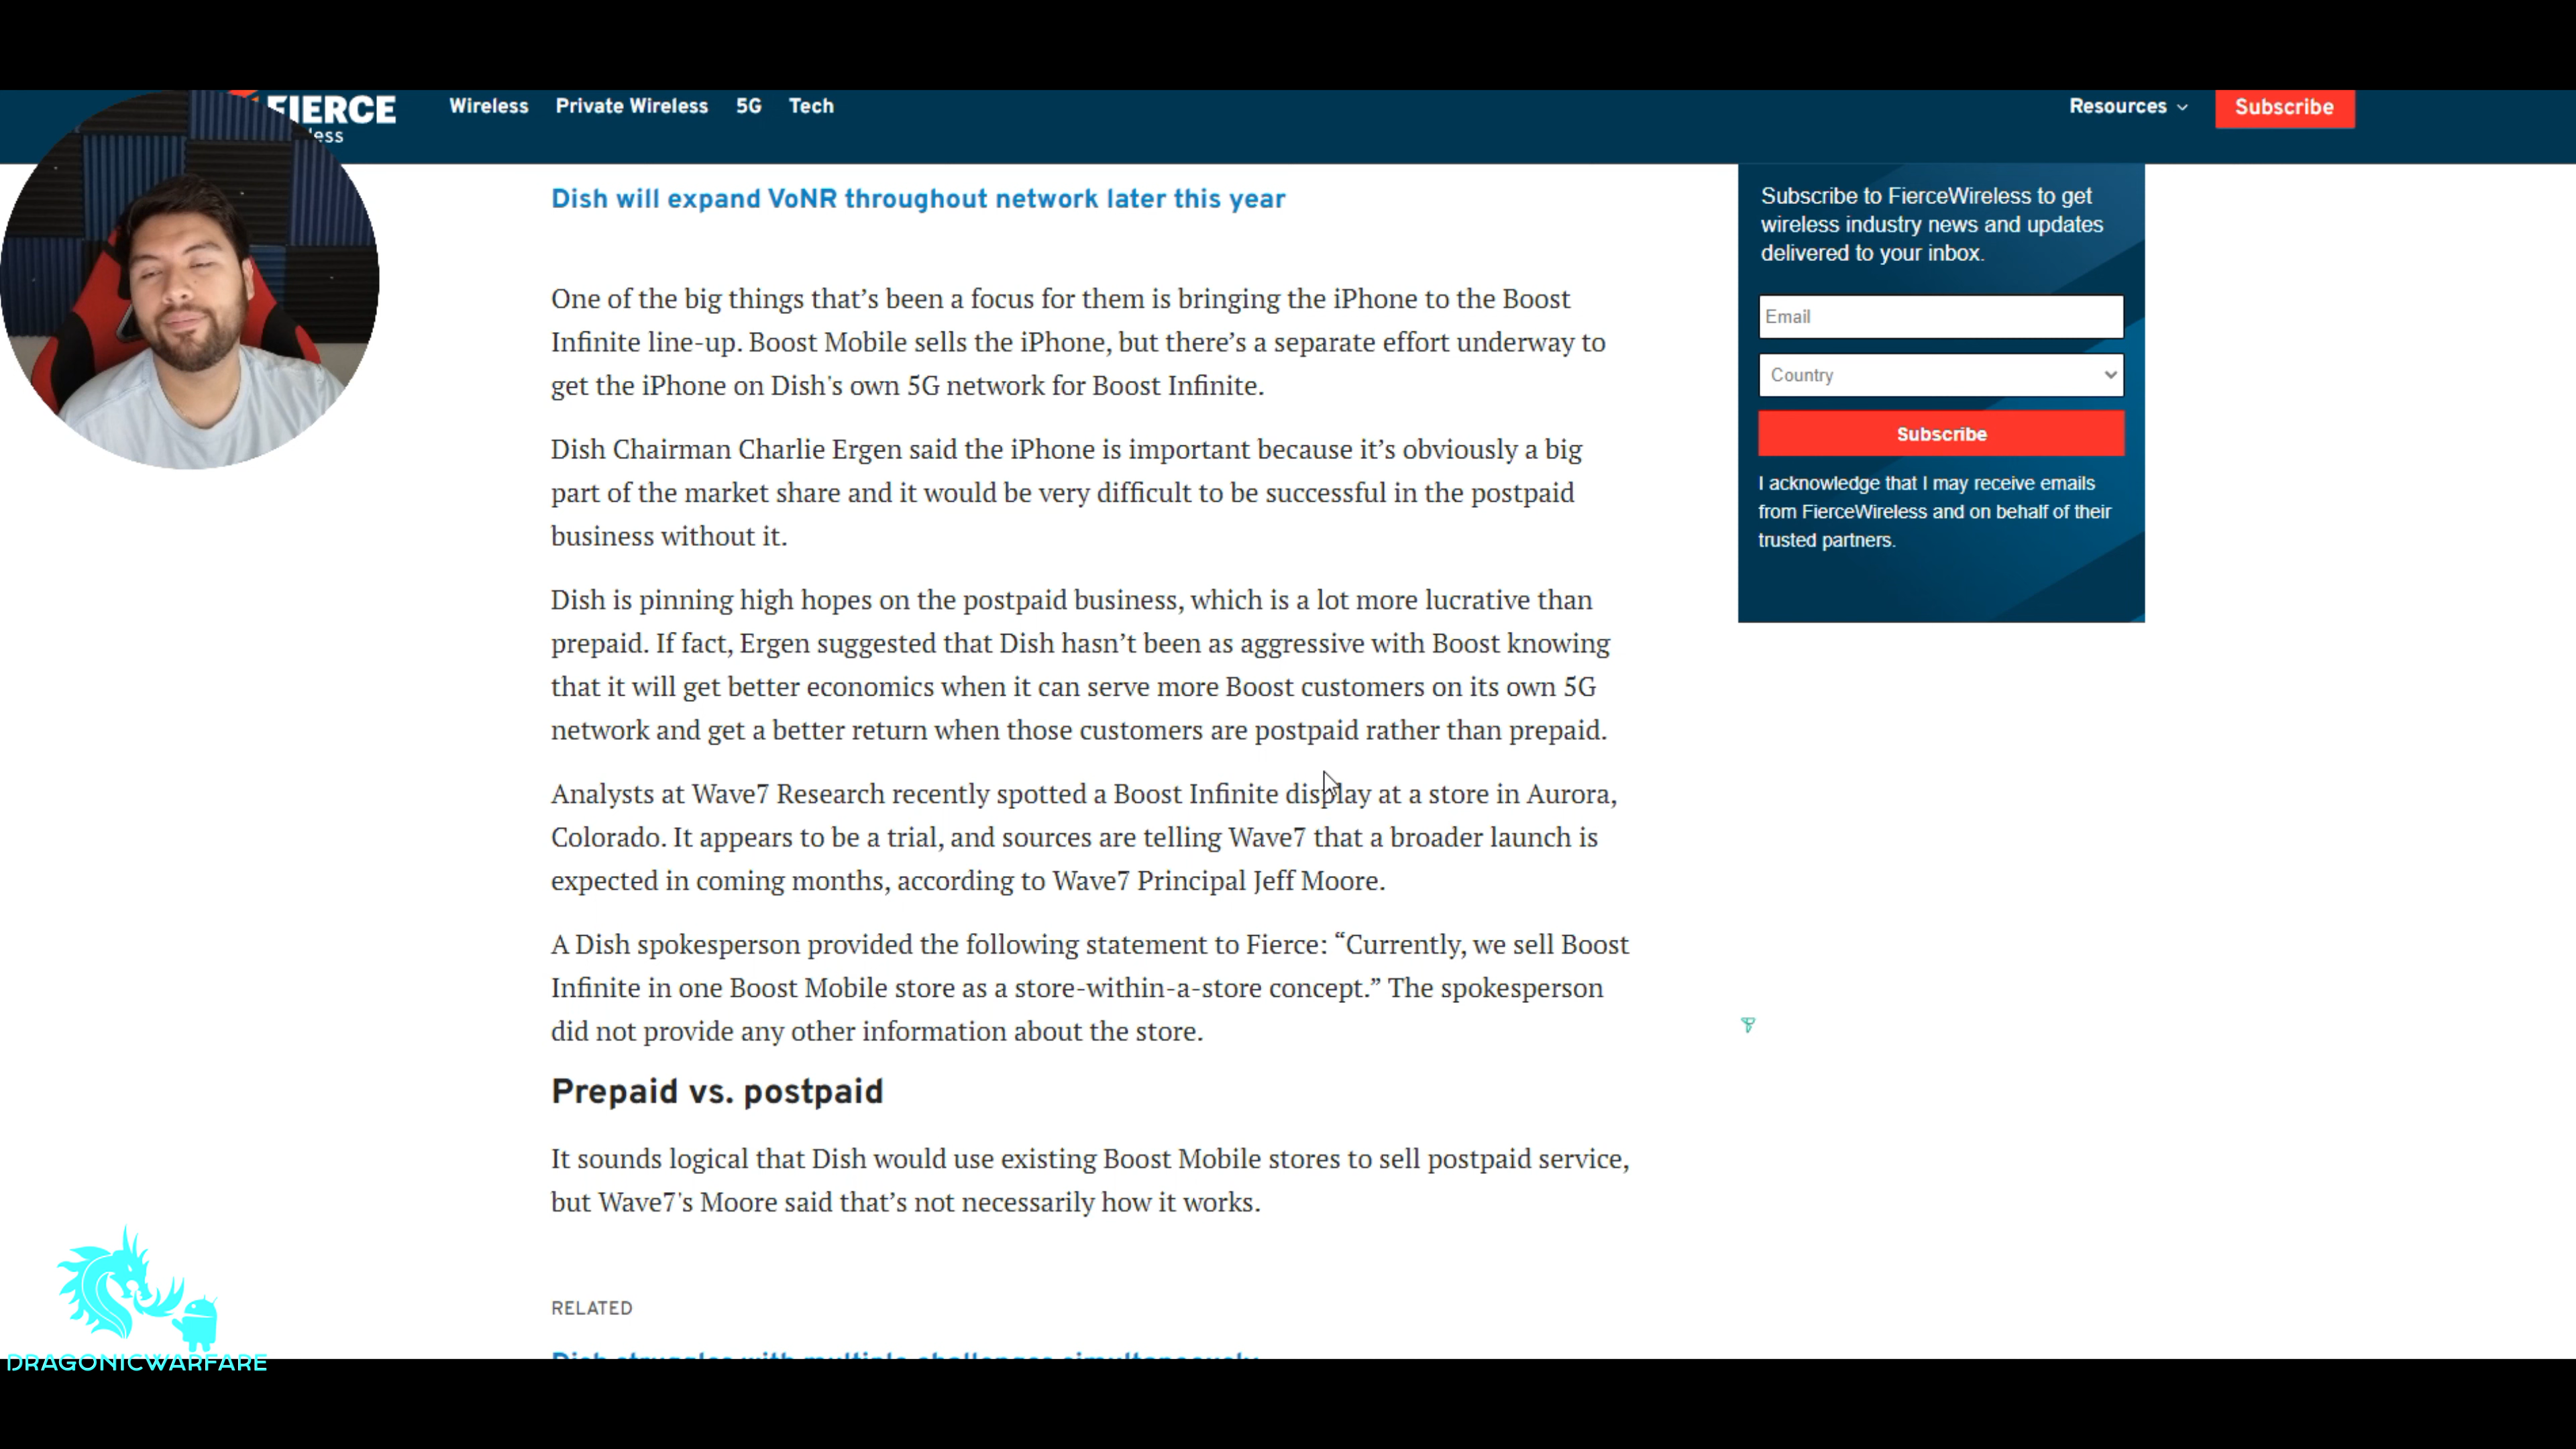 FIERCE
Wireless Private Wireless 5G Tech
Resources
Subscribe
Dish will expand VoNR throughout network later this year
One of the big things that’s been a focus for them is bringing the iPhone to the Boost
Infinite line-up. Boost Mobile sells the iPhone, but there’s a separate effort underway to
get the iPhone on Dish's own 5G network for Boost Infinite.
Dish Chairman Charlie Ergen said the iPhone is important because it’s obviously a big
part of the market share and it would be very difficult to be successful in the postpaid
business without it.
Dish is pinning high hopes on the postpaid business, which is a lot more lucrative than
prepaid. If fact, Ergen suggested that Dish hasn’t been as aggressive with Boost knowing
that it will get better economics when it can serve more Boost customers on its own 5G
network and get a better return when those customers are postpaid rather than prepaid.
Analysts at Wave7 Research recently spotted a Boost Infinite display at a store in Aurora,
Colorado. It appears to be a trial, and sources are telling Wave7 that a broader launch is
expected in coming months, according to Wave7 Principal Jeff Moore.
A Dish spokesperson provided the following statement to Fierce: “Currently, we sell Boost
Infinite in one Boost Mobile store as a store-within-a-store concept.” The spokesperson
did not provide any other information about the store.
Prepaid vs. postpaid
It sounds logical that Dish would use existing Boost Mobile stores to sell postpaid service,
but Wave7's Moore said that’s not necessarily how it works.
RELATED
Dish struggles with multiple challenges simultaneously
Subscribe to FierceWireless to get
wireless industry news and updates
delivered to your inbox.
Email
Country
Subscribe
I acknowledge that I may receive emails
from FierceWireless and on behalf of their
trusted partners.
DRAGONICWARFARE